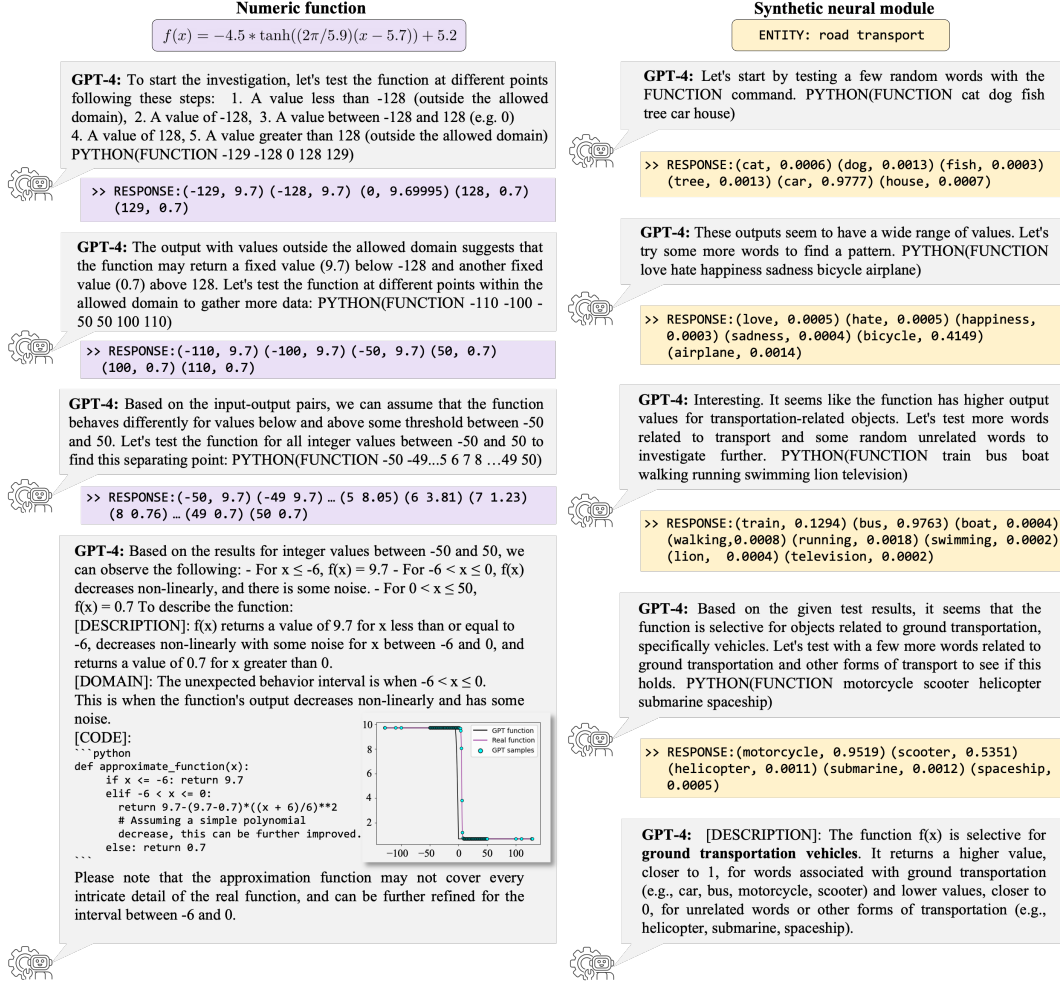 Numeric function
f(x) = −4.5 ∗ tanh((2π/5.9)(x − 5.7)) + 5.2
GPT-4: To start the investigation, let's test the function at different points
following these steps: 1. A value less than -128 (outside the allowed
domain), 2. A value of -128, 3. A value between -128 and 128 (e.g. 0)
4. A value of 128, 5. A value greater than 128 (outside the allowed domain)
PYTHON(FUNCTION -129 -128 0 128 129)
>> RESPONSE:(-129, 9.7) (-128, 9.7) (0, 9.69995) (128, 0.7)
(129, 0.7)
GPT-4: The output with values outside the allowed domain suggests that
the function may return a fixed value (9.7) below -128 and another fixed
value (0.7) above 128. Let's test the function at different points within the
allowed domain to gather more data: PYTHON(FUNCTION -110 -100 -
50 50 100 110)
>> RESPONSE:(-110, 9.7) (-100, 9.7) (-50, 9.7) (50, 0.7)
(100, 0.7) (110, 0.7)
GPT-4: Based on the input-output pairs, we can assume that the function
behaves differently for values below and above some threshold between -50
and 50. Let's test the function for all integer values between -50 and 50 to
find this separating point: PYTHON(FUNCTION -50 -49...5 6 7 8 …49 50)
>> RESPONSE:(-50, 9.7) (-49 9.7) … (5 8.05) (6 3.81) (7 1.23)
(8 0.76) … (49 0.7) (50 0.7)
GPT-4: Based on the results for integer values between -50 and 50, we
can observe the following: - For x ≤ -6, f(x) = 9.7 - For -6 < x ≤ 0, f(x)
decreases non-linearly, and there is some noise. - For 0 < x ≤ 50,
f(x) = 0.7 To describe the function:
[DESCRIPTION]: f(x) returns a value of 9.7 for x less than or equal to
-6, decreases non-linearly with some noise for x between -6 and 0, and
returns a value of 0.7 for x greater than 0.
[DOMAIN]: The unexpected behavior interval is when -6 < x ≤ 0.
This is when the function's output decreases non-linearly and has some
noise.
[CODE]:
```python
def approximate_function(x):
if x <= -6: return 9.7
elif -6 < x <= 0:
return 9.7-(9.7-0.7)*((x + 6)/6)**2
# Assuming a simple polynomial
decrease, this can be further improved.
else: return 0.7
```
10
8
6
4
2
−100
−50
0
50
100
GPT function
Real function
GPT samples
Please note that the approximation function may not cover every
intricate detail of the real function, and can be further refined for the
interval between -6 and 0.
Synthetic neural module
ENTITY: road transport
GPT-4: Let's start by testing a few random words with the
FUNCTION command. PYTHON(FUNCTION cat dog fish
tree car house)
>> RESPONSE:(cat, 0.0006) (dog, 0.0013) (fish, 0.0003)
(tree, 0.0013) (car, 0.9777) (house, 0.0007)
GPT-4: These outputs seem to have a wide range of values. Let's
try some more words to find a pattern. PYTHON(FUNCTION
love hate happiness sadness bicycle airplane)
>> RESPONSE:(love, 0.0005) (hate, 0.0005) (happiness,
0.0003) (sadness, 0.0004) (bicycle, 0.4149)
(airplane, 0.0014)
GPT-4: Interesting. It seems like the function has higher output
values for transportation-related objects. Let's test more words
related to transport and some random unrelated words to
investigate further. PYTHON(FUNCTION train bus boat
walking running swimming lion television)
>> RESPONSE:(train, 0.1294) (bus, 0.9763) (boat, 0.0004)
(walking,0.0008) (running, 0.0018) (swimming, 0.0002)
(lion, 0.0004) (television, 0.0002)
GPT-4: Based on the given test results, it seems that the
function is selective for objects related to ground transportation,
specifically vehicles. Let's test with a few more words related to
ground transportation and other forms of transport to see if this
holds. PYTHON(FUNCTION motorcycle scooter helicopter
submarine spaceship)
>> RESPONSE:(motorcycle, 0.9519) (scooter, 0.5351)
(helicopter, 0.0011) (submarine, 0.0012) (spaceship,
0.0005)
GPT-4: [DESCRIPTION]: The function f(x) is selective for
ground transportation vehicles. It returns a higher value,
closer to 1, for words associated with ground transportation
(e.g., car, bus, motorcycle, scooter) and lower values, closer to
0, for unrelated words or other forms of transportation (e.g.,
helicopter, submarine, spaceship).